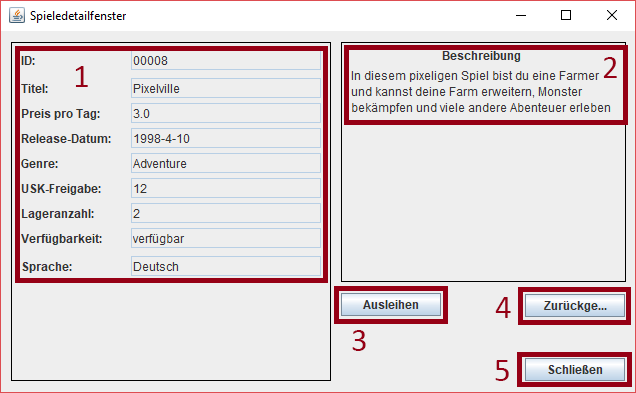 Spieledetailfenster
1
ID: 00008
Titel: Pixelville
Preis pro Tag: 3.0
Release-Datum: 1998-4-10
Genre: Adventure
USK-Freigabe: 12
Lageranzahl: 2
Verfügbarkeit: verfügbar
Sprache: Deutsch
Beschreibung
2
In diesem pixeligen Spiel bist du eine Farmer
und kannst deine Farm erweitern, Monster
bekämpfen und viele andere Abenteuer erleben
Ausleihen
3
4
Zurückge...
5
Schließen